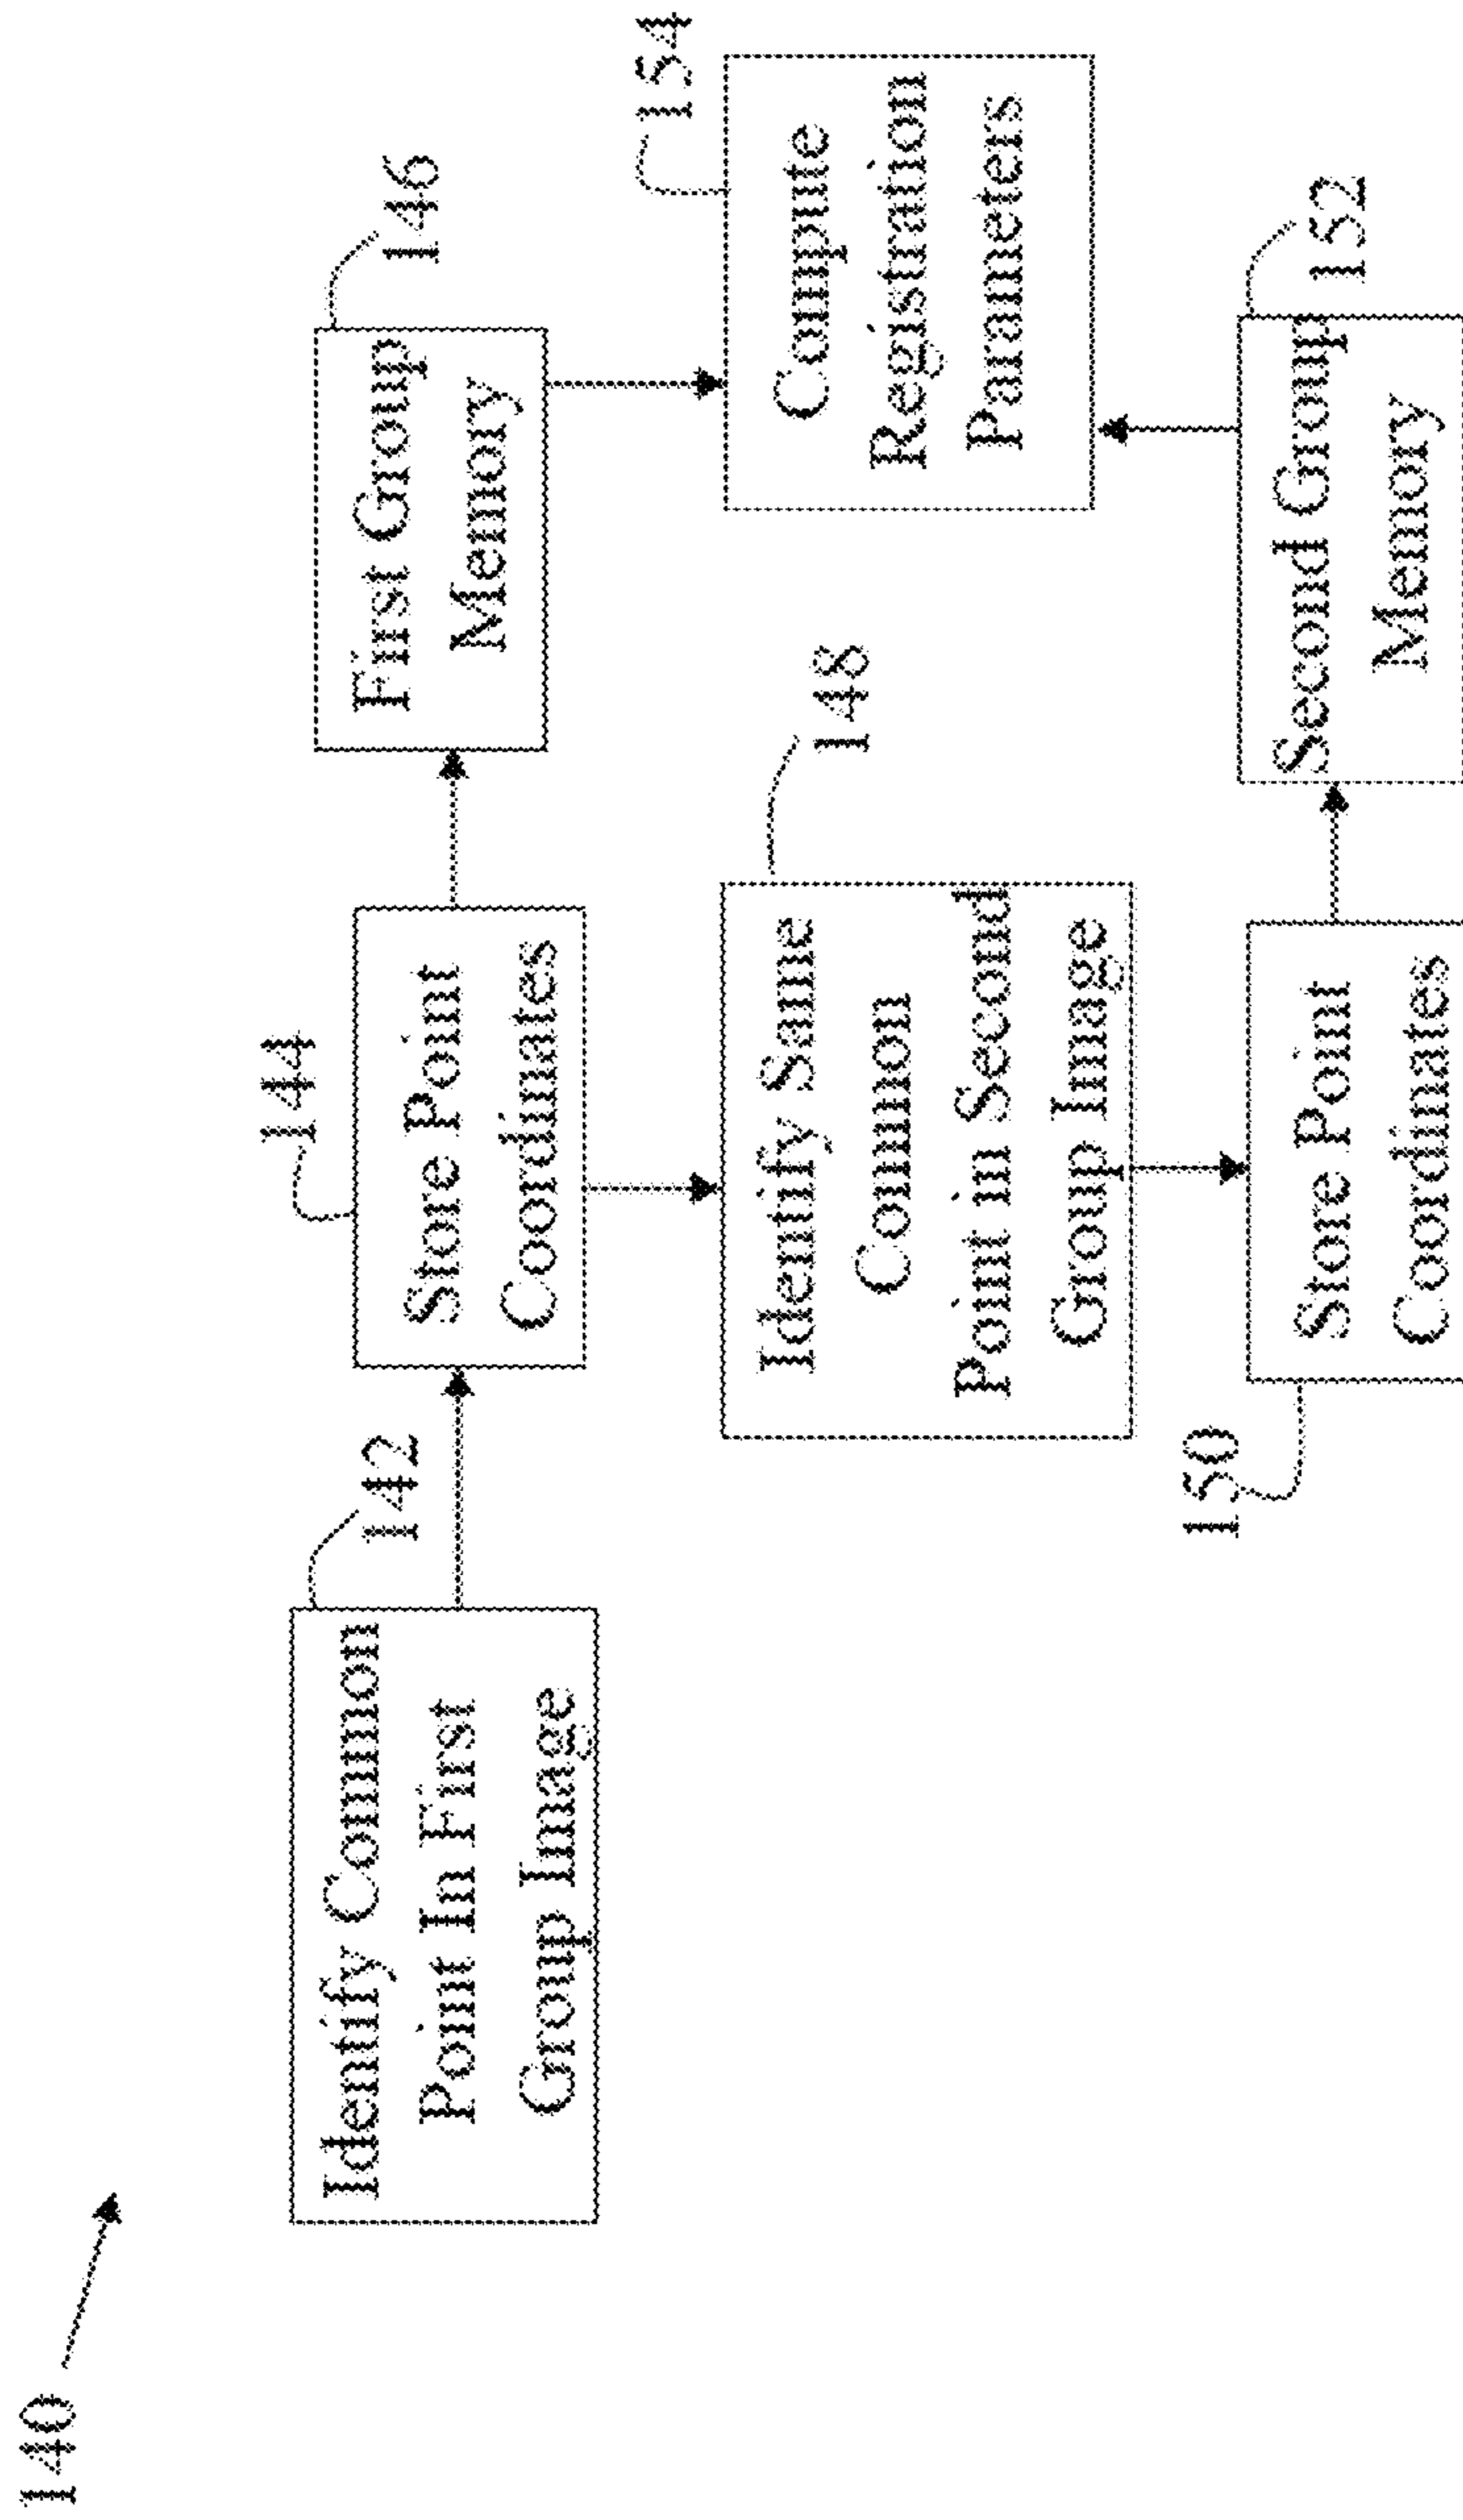 140
142
Identify Common
Point In First
Group Image
144
Store Point
Coordinates
146
First Group
Memory
148
Identify Same
Common
Point in Second
Group Image
154
Compute
Registration
Parameters
150
Store Point
Coordinates
152
Second Group
Memory